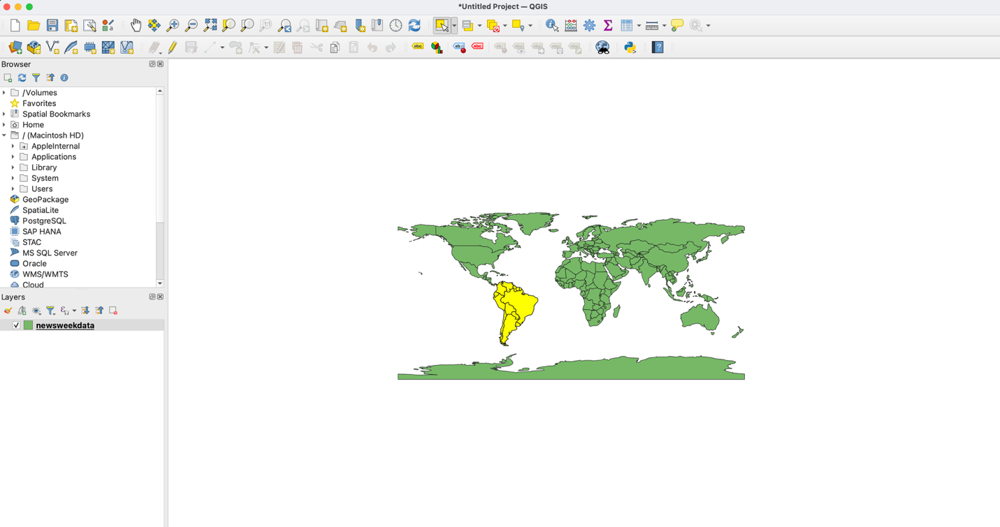 *Untitled Project — QGIS
Browser
/Volumes
Favorites
Spatial Bookmarks
Home
/ (Macintosh HD)
AppleInternal
Applications
Library
System
Users
GeoPackage
SpatiaLite
PostgreSQL
SAP HANA
STAC
MS SQL Server
Oracle
WMS/WMTS
Cloud
Layers
newsweekdata